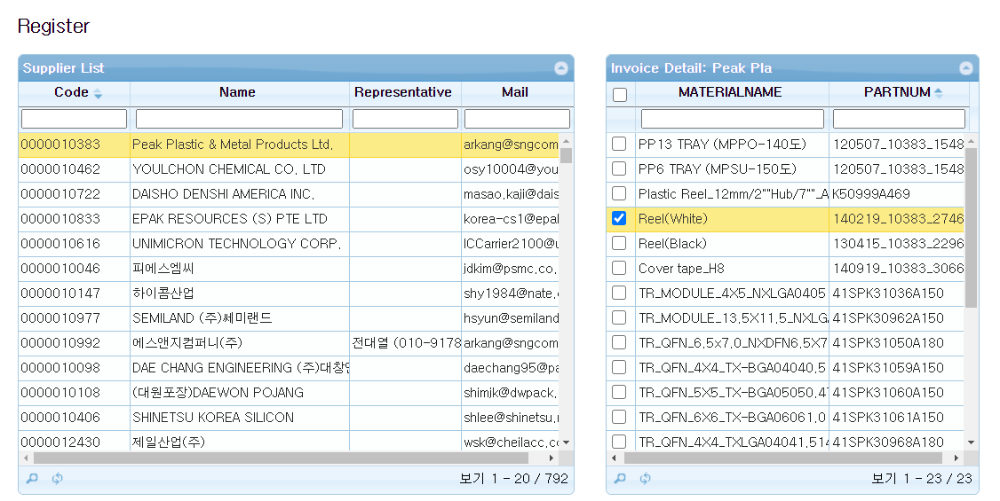 Register
Supplier List
Code Name Representative Mail
0000010383 Peak Plastic & Metal Products Ltd. arkang@sngcom
0000010462 YOULCHON CHEMICAL CO. LTD osy10004@you
0000010722 DAISHO DENSHI AMERICA INC. masao.kaji@dais
0000010833 EPAK RESOURCES (S) PTE LTD korea-cs1@epak
0000010616 UNIMICRON TECHNOLOGY CORP. ICCarrier2100@u
0000010046 피에스엠씨 jdkim@psmc.co.
0000010147 하이콤산업 shy1984@nate.c
0000010977 SEMILAND (주)쎄미랜드 hsyun@semiland
0000010992 에스앤지컴퍼니(주) 전대열 (010-9178 arkang@sngcom
0000010098 DAE CHANG ENGINEERING (주)대창엔 daechang95@pa
0000010108 (대원포장)DAEWON POJANG shimjk@dwpack.
0000010406 SHINETSU KOREA SILICON shlee@shinetsu.
0000012430 제일산업(주) wsk@cheilacc.co
보기 1 - 20 / 792
Invoice Detail: Peak Pla
MATERIALNAME PARTNUM
PP13 TRAY (MPPO-140도) 120507_10383_1548
PP6 TRAY (MPSU-150도) 120507_10383_1548
Plastic Reel_12mm/2""Hub/7""_A K50999A469
Reel(White) 140219_10383_2746
Reel(Black) 130415_10383_2296
Cover tape_H8 140919_10383_3066
TR_MODULE_4X5_NXLGA0405 41SPK31036A150
TR_MODULE_13.5X11.5_NXLGA 41SPK30962A150
TR_QFN_6.5x7.0_NXDFN6.5X7 41SPK31050A180
TR_QFN_4X4_TX-BGA04040.5 41SPK31059A150
TR_QFN_5X5_TX-BGA05050.47 41SPK31060A150
TR_QFN_6X6_TX-BGA06061.0 41SPK31061A150
TR_QFN_4X4_TXLGA04041.514 41SPK30968A180
보기 1 - 23 / 23